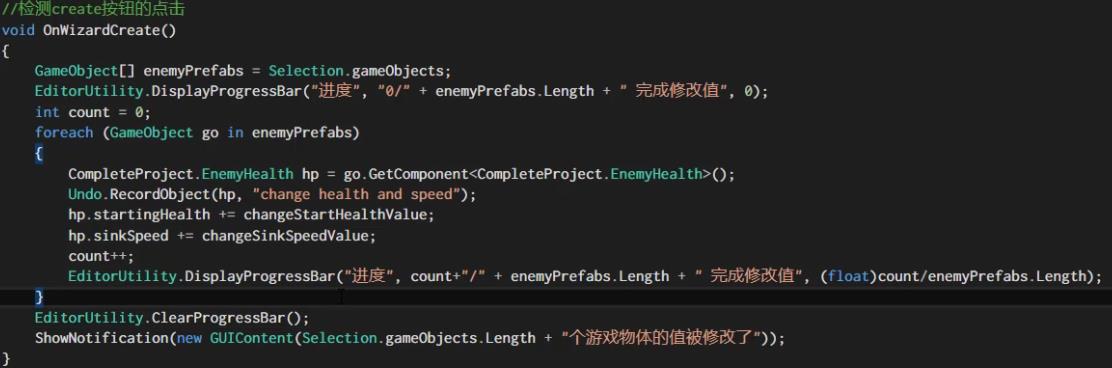 //检测create按钮的点击
void OnWizardCreate()
{
    GameObject[] enemyPrefabs = Selection.gameObjects;
    EditorUtility.DisplayProgressBar("进度", "0/" + enemyPrefabs.Length + " 完成修改值", 0);
    int count = 0;
    foreach (GameObject go in enemyPrefabs)
    {
        CompleteProject.EnemyHealth hp = go.GetComponent<CompleteProject.EnemyHealth>();
        Undo.RecordObject(hp, "change health and speed");
        hp.startingHealth += changeStartHealthValue;
        hp.sinkSpeed += changeSinkSpeedValue;
        count++;
        EditorUtility.DisplayProgressBar("进度", count+"/" + enemyPrefabs.Length + " 完成修改值", (float)count/enemyPrefabs.Length);
    }
    EditorUtility.ClearProgressBar();
    ShowNotification(new GUIContent(Selection.gameObjects.Length + "个游戏物体的值被修改了"));
}